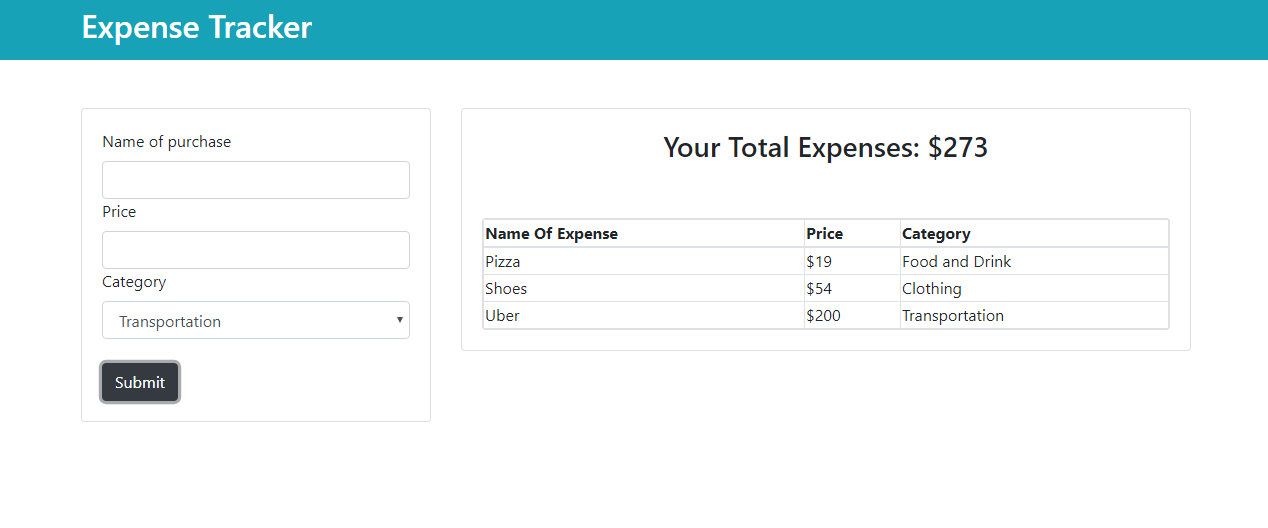 Expense Tracker
Name of purchase
Price
Category
Transportation
Submit
Your Total Expenses: $273
Name Of Expense Price Category
Pizza $19 Food and Drink
Shoes $54 Clothing
Uber $200 Transportation